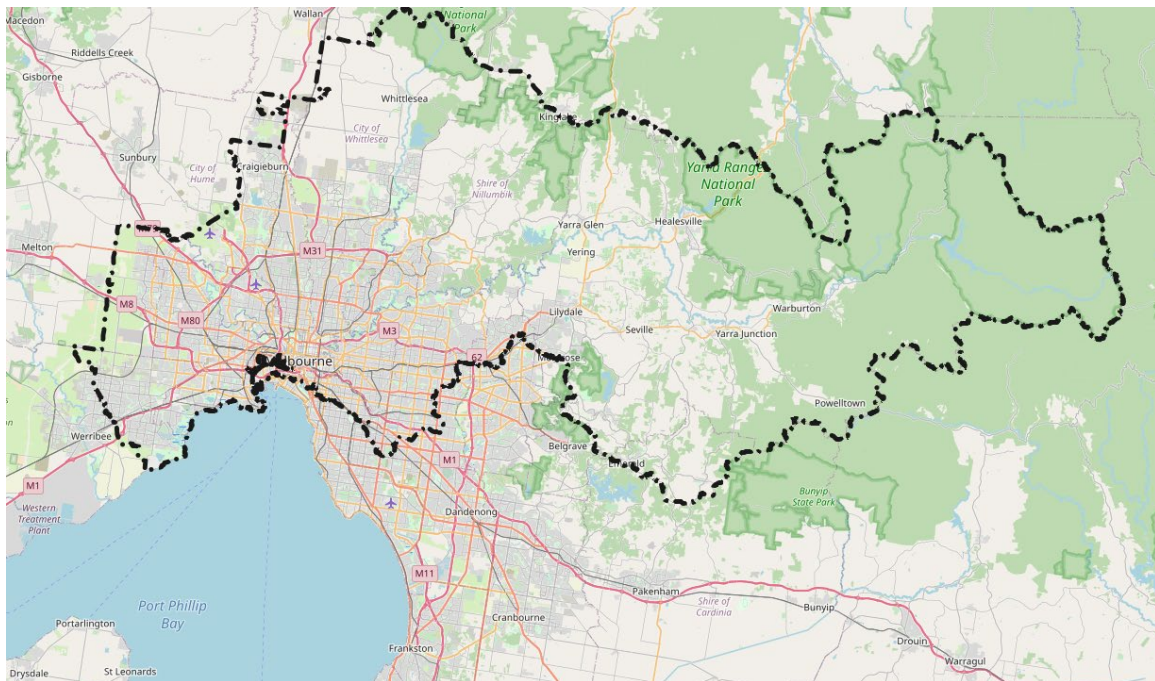 Macedon
Wallan
National
Park
Riddells Creek
Gisborne
Whittlesea
Kinglake
City of
Whittlesea
Sunbury
City of
Hume
Craigieburn
Shire of
Nillumbik
Yarra Range
National
Park
Healesville
Yarra Glen
Yering
Melton
M31
M8
M80
M3
Lilydale
Warburton
Seville
Yarra Junction
62
Powelltown
Werribee
Belgrave
Emerald
M1
M1
Western
Treatment
Plant
Bunyip
State Park
Dandenong
M11
Pakenham
Shire of
Cardinia
Bunyip
Port Phillip
Bay
Portarlington
Cranbourne
Drouin
Frankston
Warragul
Drysdale
St Leonards